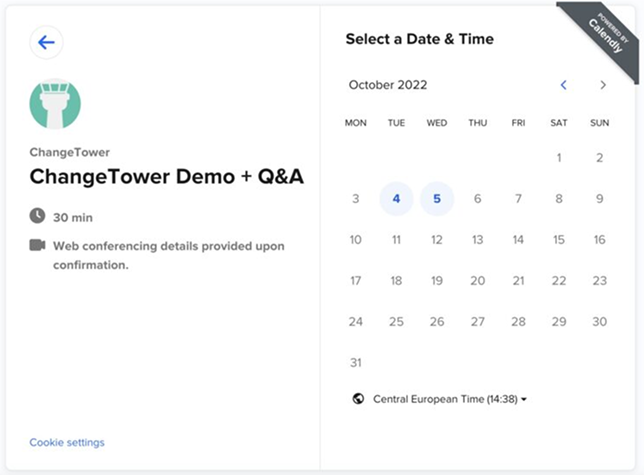 ChangeTower
ChangeTower Demo + Q&A
30 min
Web conferencing details provided upon
confirmation.
Cookie settings
Select a Date & Time
POWERED BY
Calendly
October 2022
MON TUE WED THU FRI SAT SUN
1 2
3 4 5 6 7 8 9
10 11 12 13 14 15 16
17 18 19 20 21 22 23
24 25 26 27 28 29 30
31
Central European Time (14:38)